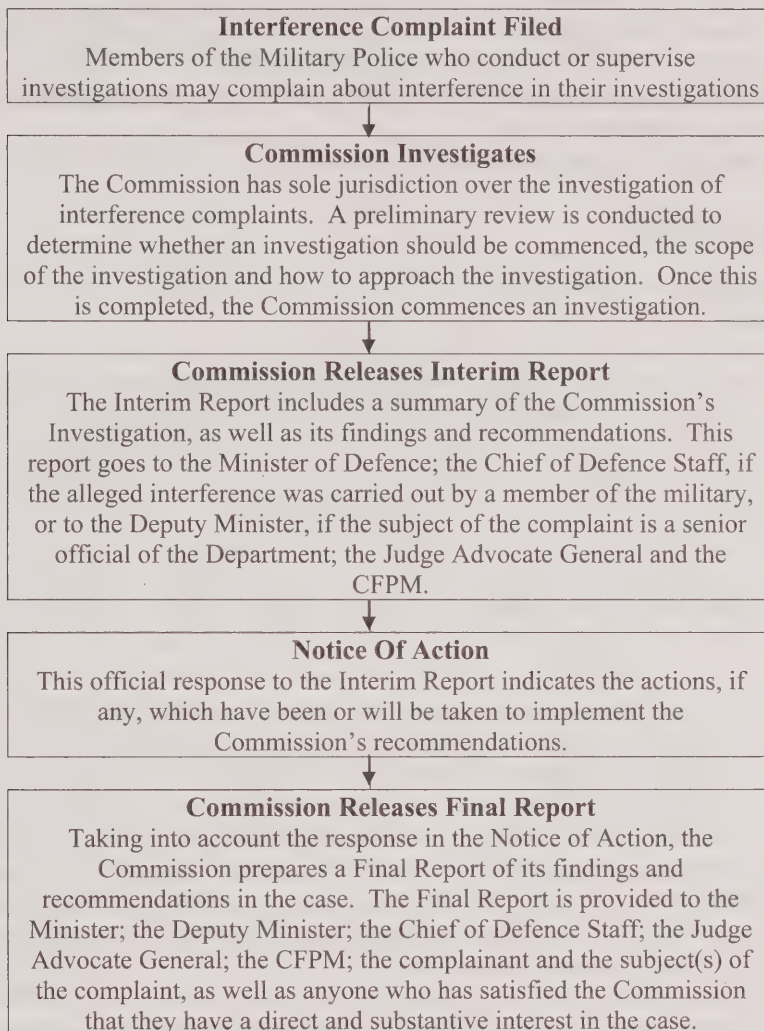 Interference Complaint Filed
Members of the Military Police who conduct or supervise
investigations may complain about interference in their investigations
Commission Investigates
The Commission has sole jurisdiction over the investigation of
interference complaints. A preliminary review is conducted to
determine whether an investigation should be commenced, the scope
of the investigation and how to approach the investigation. Once this
is completed, the Commission commences an investigation.
Commission Releases Interim Report
The Interim Report includes a summary of the Commission's
Investigation, as well as its findings and recommendations. This
report goes to the Minister of Defence; the Chief of Defence Staff, if
the alleged interference was carried out by a member of the military,
or to the Deputy Minister, if the subject of the complaint is a senior
official of the Department; the Judge Advocate General and the
CFPM.
Notice Of Action
This official response to the Interim Report indicates the actions, if
any, which have been or will be taken to implement the
Commission's recommendations.
Commission Releases Final Report
Taking into account the response in the Notice of Action, the
Commission prepares a Final Report of its findings and
recommendations in the case. The Final Report is provided to the
Minister; the Deputy Minister; the Chief of Defence Staff; the Judge
Advocate General; the CFPM; the complainant and the subject(s) of
the complaint, as well as anyone who has satisfied the Commission
that they have a direct and substantive interest in the case.